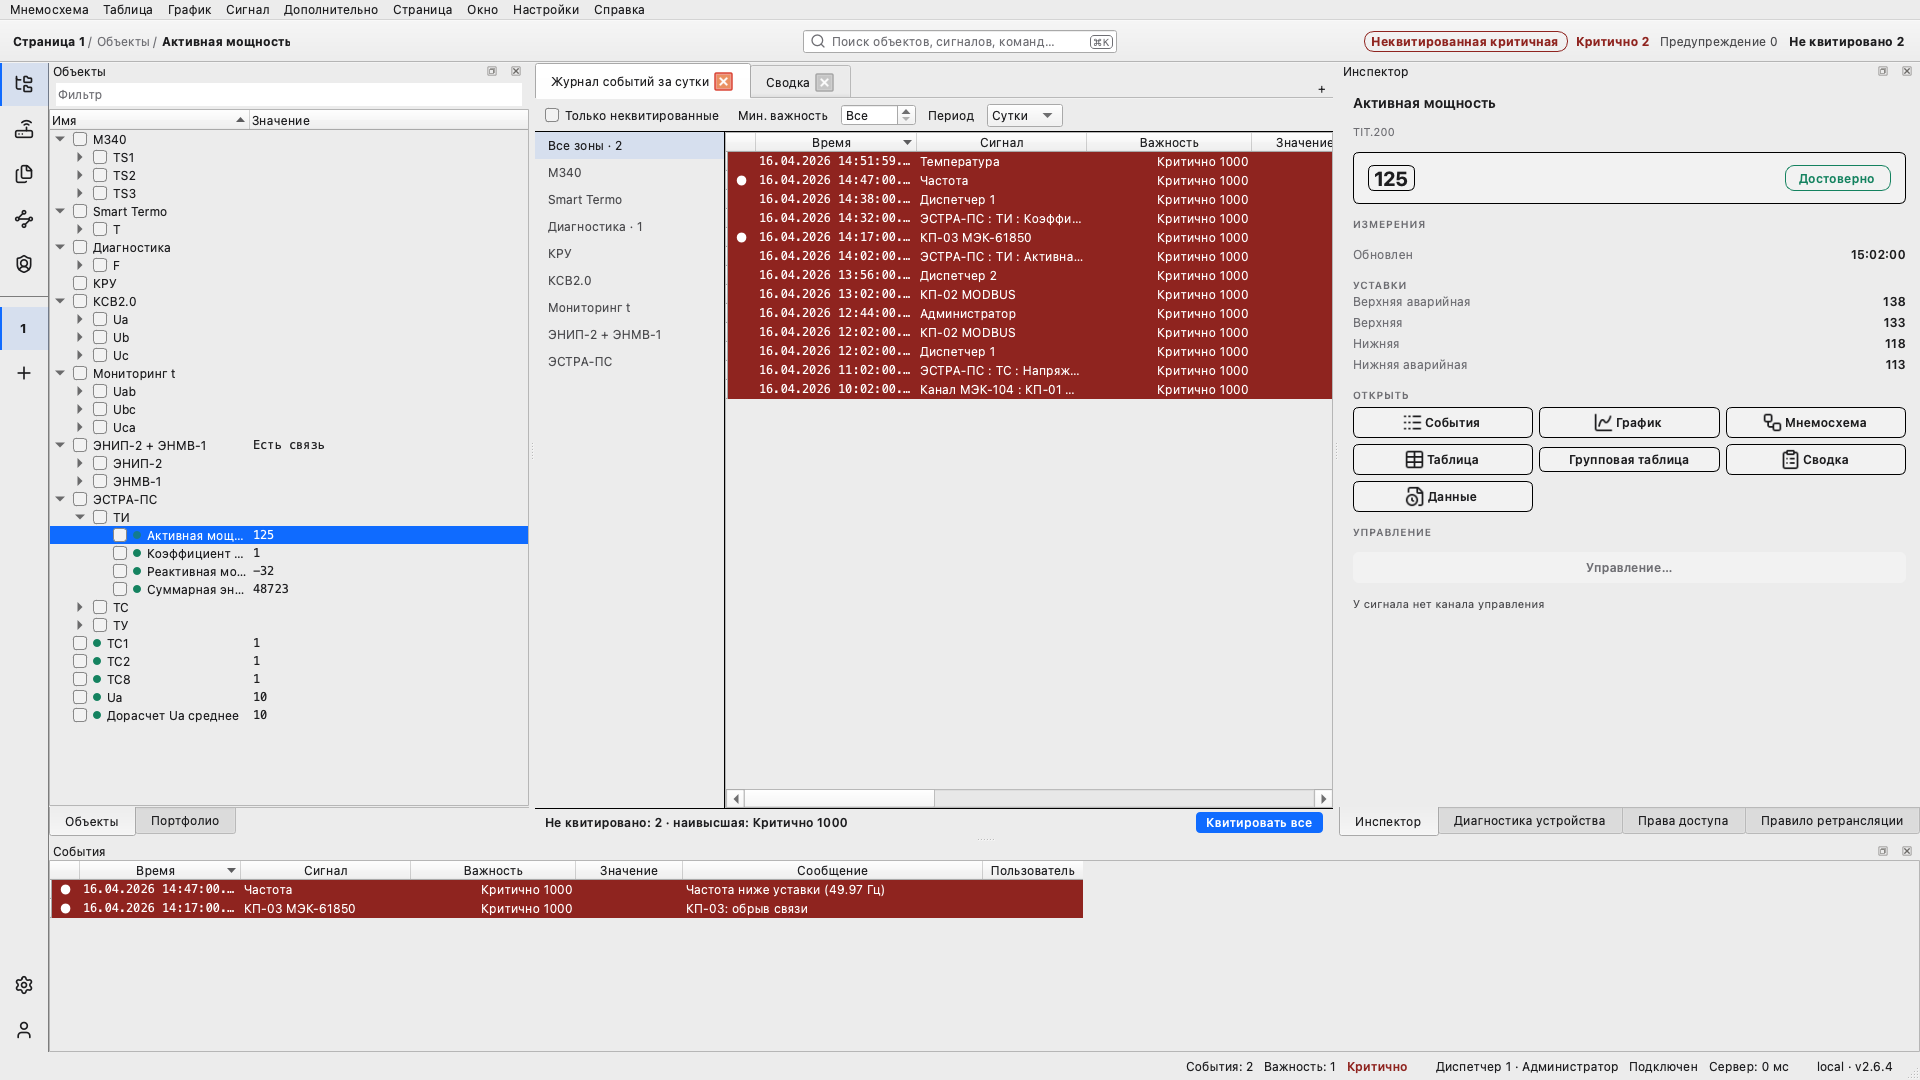 Мнемосхема Таблица График Сигнал Дополнительно Страница Окно Настройки Справка
Страница 1 / Объекты / Активная мощность
Поиск объектов, сигналов, команд... ⌘K
Неквитированная критичная Критично 2 Предупреждение 0 Не квитировано 2
Объекты
Фильтр
Имя Значение
М340
TS1
TS2
TS3
Smart Termo
T
Диагностика
F
КРУ
КСВ2.0
Ua
Ub
Uc
Мониторинг t
Uab
Ubc
Uca
ЭНИП-2 + ЭНМВ-1 Есть связь
ЭНИП-2
ЭНМВ-1
ЭСТРА-ПС
ТИ
Активная мощ... 125
Коэффициент ... 1
Реактивная мо... −32
Суммарная эн... 48723
ТС
ТУ
ТС1 1
ТС2 1
ТС8 1
Ua 10
Дорасчет Ua среднее 10
Объекты Портфолио
1
Журнал событий за сутки Сводка +
Только неквитированные Мин. важность Все Период Сутки
Все зоны · 2
М340
Smart Termo
Диагностика · 1
КРУ
КСВ2.0
Мониторинг t
ЭНИП-2 + ЭНМВ-1
ЭСТРА-ПС
Время Сигнал Важность Значение
16.04.2026 14:51:59.… Температура Критично 1000
16.04.2026 14:47:00.… Частота Критично 1000
16.04.2026 14:38:00.… Диспетчер 1 Критично 1000
16.04.2026 14:32:00.… ЭСТРА-ПС : ТИ : Коэффи... Критично 1000
16.04.2026 14:17:00.… КП-03 МЭК-61850 Критично 1000
16.04.2026 14:02:00.… ЭСТРА-ПС : ТИ : Активна... Критично 1000
16.04.2026 13:56:00.… Диспетчер 2 Критично 1000
16.04.2026 13:02:00.… КП-02 MODBUS Критично 1000
16.04.2026 12:44:00.… Администратор Критично 1000
16.04.2026 12:02:00.… КП-02 MODBUS Критично 1000
16.04.2026 12:02:00.… Диспетчер 1 Критично 1000
16.04.2026 11:02:00.… ЭСТРА-ПС : ТС : Напряж... Критично 1000
16.04.2026 10:02:00.… Канал МЭК-104 : КП-01 ... Критично 1000
Не квитировано: 2 · наивысшая: Критично 1000 Квитировать все
Инспектор
Активная мощность
TIT.200
125 Достоверно
ИЗМЕРЕНИЯ
Обновлен 15:02:00
УСТАВКИ
Верхняя аварийная 138
Верхняя 133
Нижняя 118
Нижняя аварийная 113
ОТКРЫТЬ
События График Мнемосхема
Таблица Групповая таблица Сводка
Данные
УПРАВЛЕНИЕ
Управление...
У сигнала нет канала управления
Инспектор Диагностика устройства Права доступа Правило ретрансляции
События
Время Сигнал Важность Значение Сообщение Пользователь
16.04.2026 14:47:00.… Частота Критично 1000 Частота ниже уставки (49.97 Гц)
16.04.2026 14:17:00.… КП-03 МЭК-61850 Критично 1000 КП-03: обрыв связи
События: 2 Важность: 1 Критично Диспетчер 1 · Администратор Подключен Сервер: 0 мс local · v2.6.4